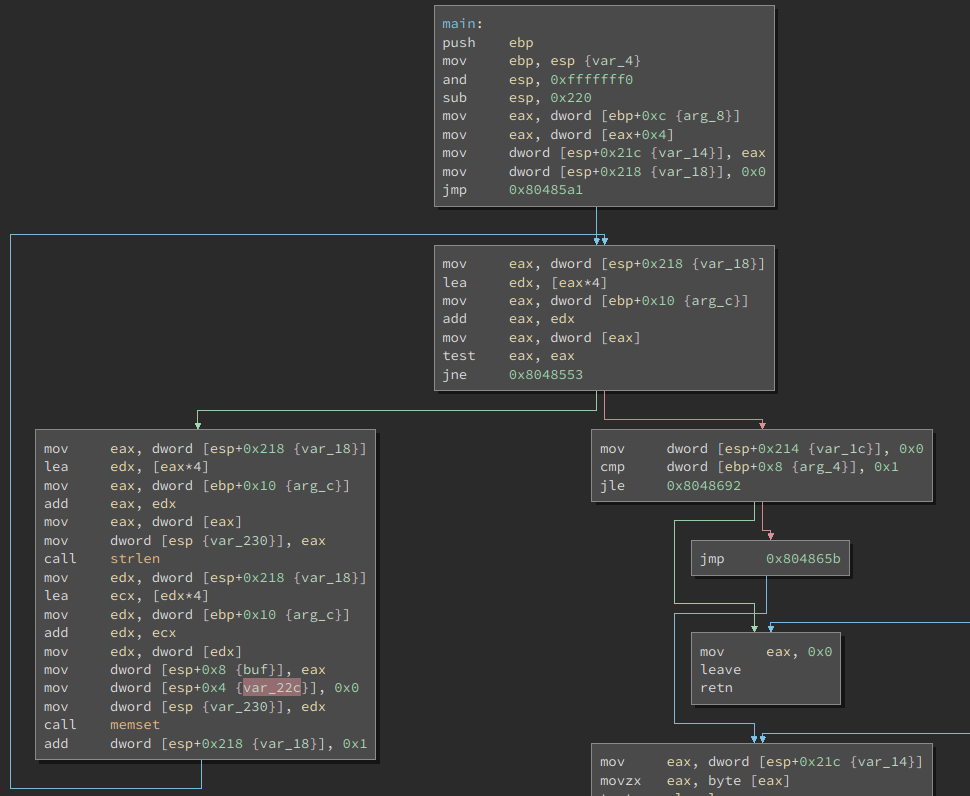 main:
push ebp
mov ebp, esp {var_4}
and esp, 0xfffffff0
sub esp, 0x220
mov eax, dword [ebp+0xc {arg_8}]
mov eax, dword [eax+0x4]
mov dword [esp+0x21c {var_14}], eax
mov dword [esp+0x218 {var_18}], 0x0
jmp 0x80485a1
mov eax, dword [esp+0x218 {var_18}]
lea edx, [eax*4]
mov eax, dword [ebp+0x10 {arg_c}]
add eax, edx
mov eax, dword [eax]
test eax, eax
jne 0x8048553
mov eax, dword [esp+0x218 {var_18}]
lea edx, [eax*4]
mov eax, dword [ebp+0x10 {arg_c}]
add eax, edx
mov eax, dword [eax]
mov dword [esp {var_230}], eax
call strlen
mov edx, dword [esp+0x218 {var_18}]
lea ecx, [edx*4]
mov edx, dword [ebp+0x10 {arg_c}]
add edx, ecx
mov edx, dword [edx]
mov dword [esp+0x8 {buf}], eax
mov dword [esp+0x4 {var_22c}], 0x0
mov dword [esp {var_230}], edx
call memset
add dword [esp+0x218 {var_18}], 0x1
mov dword [esp+0x214 {var_1c}], 0x0
cmp dword [ebp+0x8 {arg_4}], 0x1
jle 0x8048692
jmp 0x804865b
mov eax, 0x0
leave
retn
mov eax, dword [esp+0x21c {var_14}]
movzx eax, byte [eax]